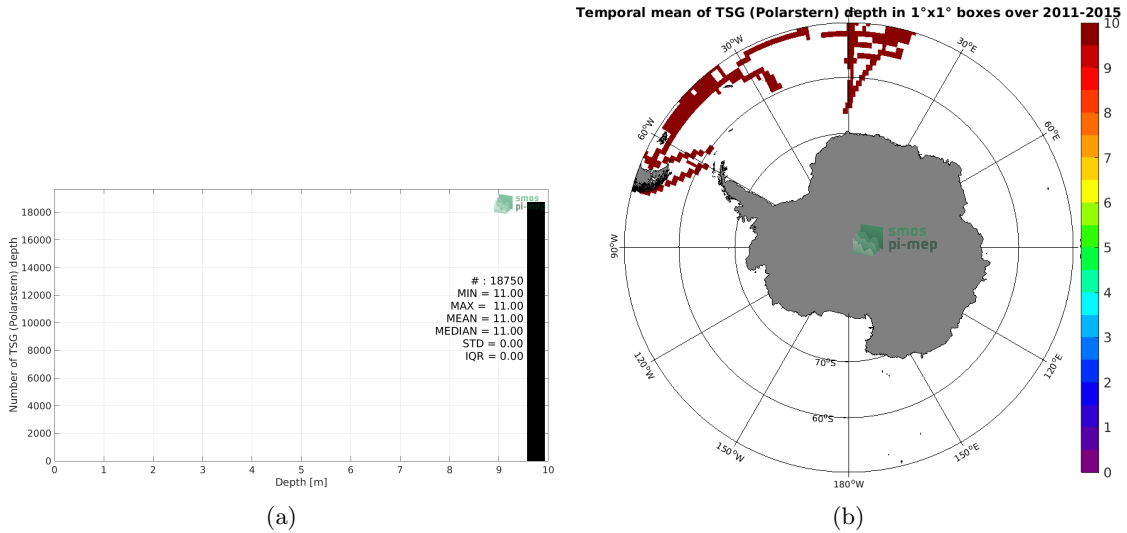 Temporal mean of TSG (Polarstern) depth in 1°x1° boxes over 2011-2015
Number of TSG (Polarstern) depth
18000
16000
14000
12000
10000
8000
6000
4000
2000
0
smos
pi-mep
# : 18750
MIN = 11.00
MAX = 11.00
MEAN = 11.00
MEDIAN = 11.00
STD = 0.00
IQR = 0.00
0 1 2 3 4 5 6 7 8 9 10
Depth [m]
(a)
0°
30°W
30°E
60°W
60°E
90°W
120°W
120°E
150°W
150°E
180°W
70°S
60°S
smos
pi-mep
10
9
8
7
6
5
4
3
2
1
0
(b)